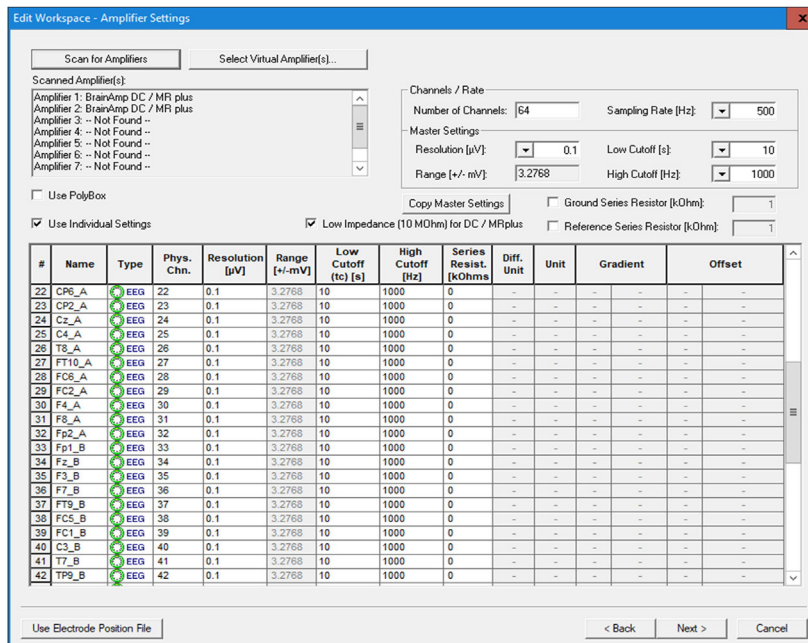 Edit Workspace - Amplifier Settings
x
Scan for Amplifiers
Select Virtual Amplifier(s)...
Scanned Amplifier(s):
Amplifier 1: BrainAmp DC / MR plus
Amplifier 2: BrainAmp DC / MR plus
Amplifier 3: -- Not Found --
Amplifier 4: -- Not Found --
Amplifier 5: -- Not Found --
Amplifier 6: -- Not Found --
Amplifier 7: -- Not Found --
Channels / Rate
Number of Channels: 64 Sampling Rate [Hz]: 500
Master Settings
Resolution [µV]: 0.1 Low Cutoff [s]: 10
Range [+/- mV]: 3.2768 High Cutoff [Hz]: 1000
Use PolyBox
Copy Master Settings
Ground Series Resistor [kOhm]: 1
Use Individual Settings
Low Impedance (10 MOhm) for DC / MRplus
Reference Series Resistor [kOhm]: 1
# Name Type Phys. Chn. Resolution [µV] Range [+/-mV] Low Cutoff (tc) [s] High Cutoff [Hz] Series Resist. [kOhms Diff. Unit Unit Gradient Offset
22 CP6_A EEG 22 0.1 3.2768 10 1000 0 - - - - - -
23 CP2_A EEG 23 0.1 3.2768 10 1000 0 - - - - - -
24 Cz_A EEG 24 0.1 3.2768 10 1000 0 - - - - - -
25 C4_A EEG 25 0.1 3.2768 10 1000 0 - - - - - -
26 T8_A EEG 26 0.1 3.2768 10 1000 0 - - - - - -
27 FT10_A EEG 27 0.1 3.2768 10 1000 0 - - - - - -
28 FC6_A EEG 28 0.1 3.2768 10 1000 0 - - - - - -
29 FC2_A EEG 29 0.1 3.2768 10 1000 0 - - - - - -
30 F4_A EEG 30 0.1 3.2768 10 1000 0 - - - - - -
31 F8_A EEG 31 0.1 3.2768 10 1000 0 - - - - - -
32 Fp2_A EEG 32 0.1 3.2768 10 1000 0 - - - - - -
33 Fp1_B EEG 33 0.1 3.2768 10 1000 0 - - - - - -
34 Fz_B EEG 34 0.1 3.2768 10 1000 0 - - - - - -
35 F3_B EEG 35 0.1 3.2768 10 1000 0 - - - - - -
36 F7_B EEG 36 0.1 3.2768 10 1000 0 - - - - - -
37 FT9_B EEG 37 0.1 3.2768 10 1000 0 - - - - - -
38 FC5_B EEG 38 0.1 3.2768 10 1000 0 - - - - - -
39 FC1_B EEG 39 0.1 3.2768 10 1000 0 - - - - - -
40 C3_B EEG 40 0.1 3.2768 10 1000 0 - - - - - -
41 T7_B EEG 41 0.1 3.2768 10 1000 0 - - - - - -
42 TP9_B EEG 42 0.1 3.2768 10 1000 0 - - - - - -
Use Electrode Position File
< Back
Next >
Cancel